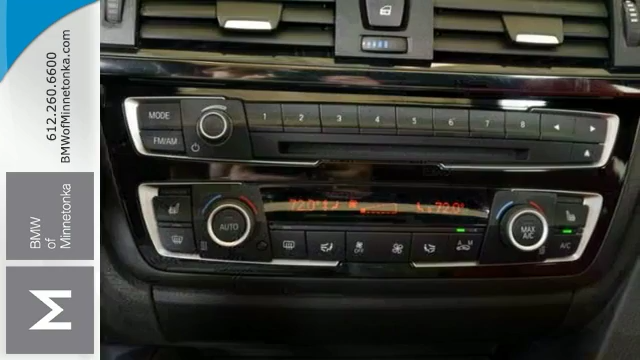 612.260.6600
BMWofMinnetonka.com
BMW
of
Minnetonka
M
MODE
FM/AM
1 2 3 4 5 6 7 8
72.0°
72.0°
AUTO
OFF
A M
MAX
A/C
A/C